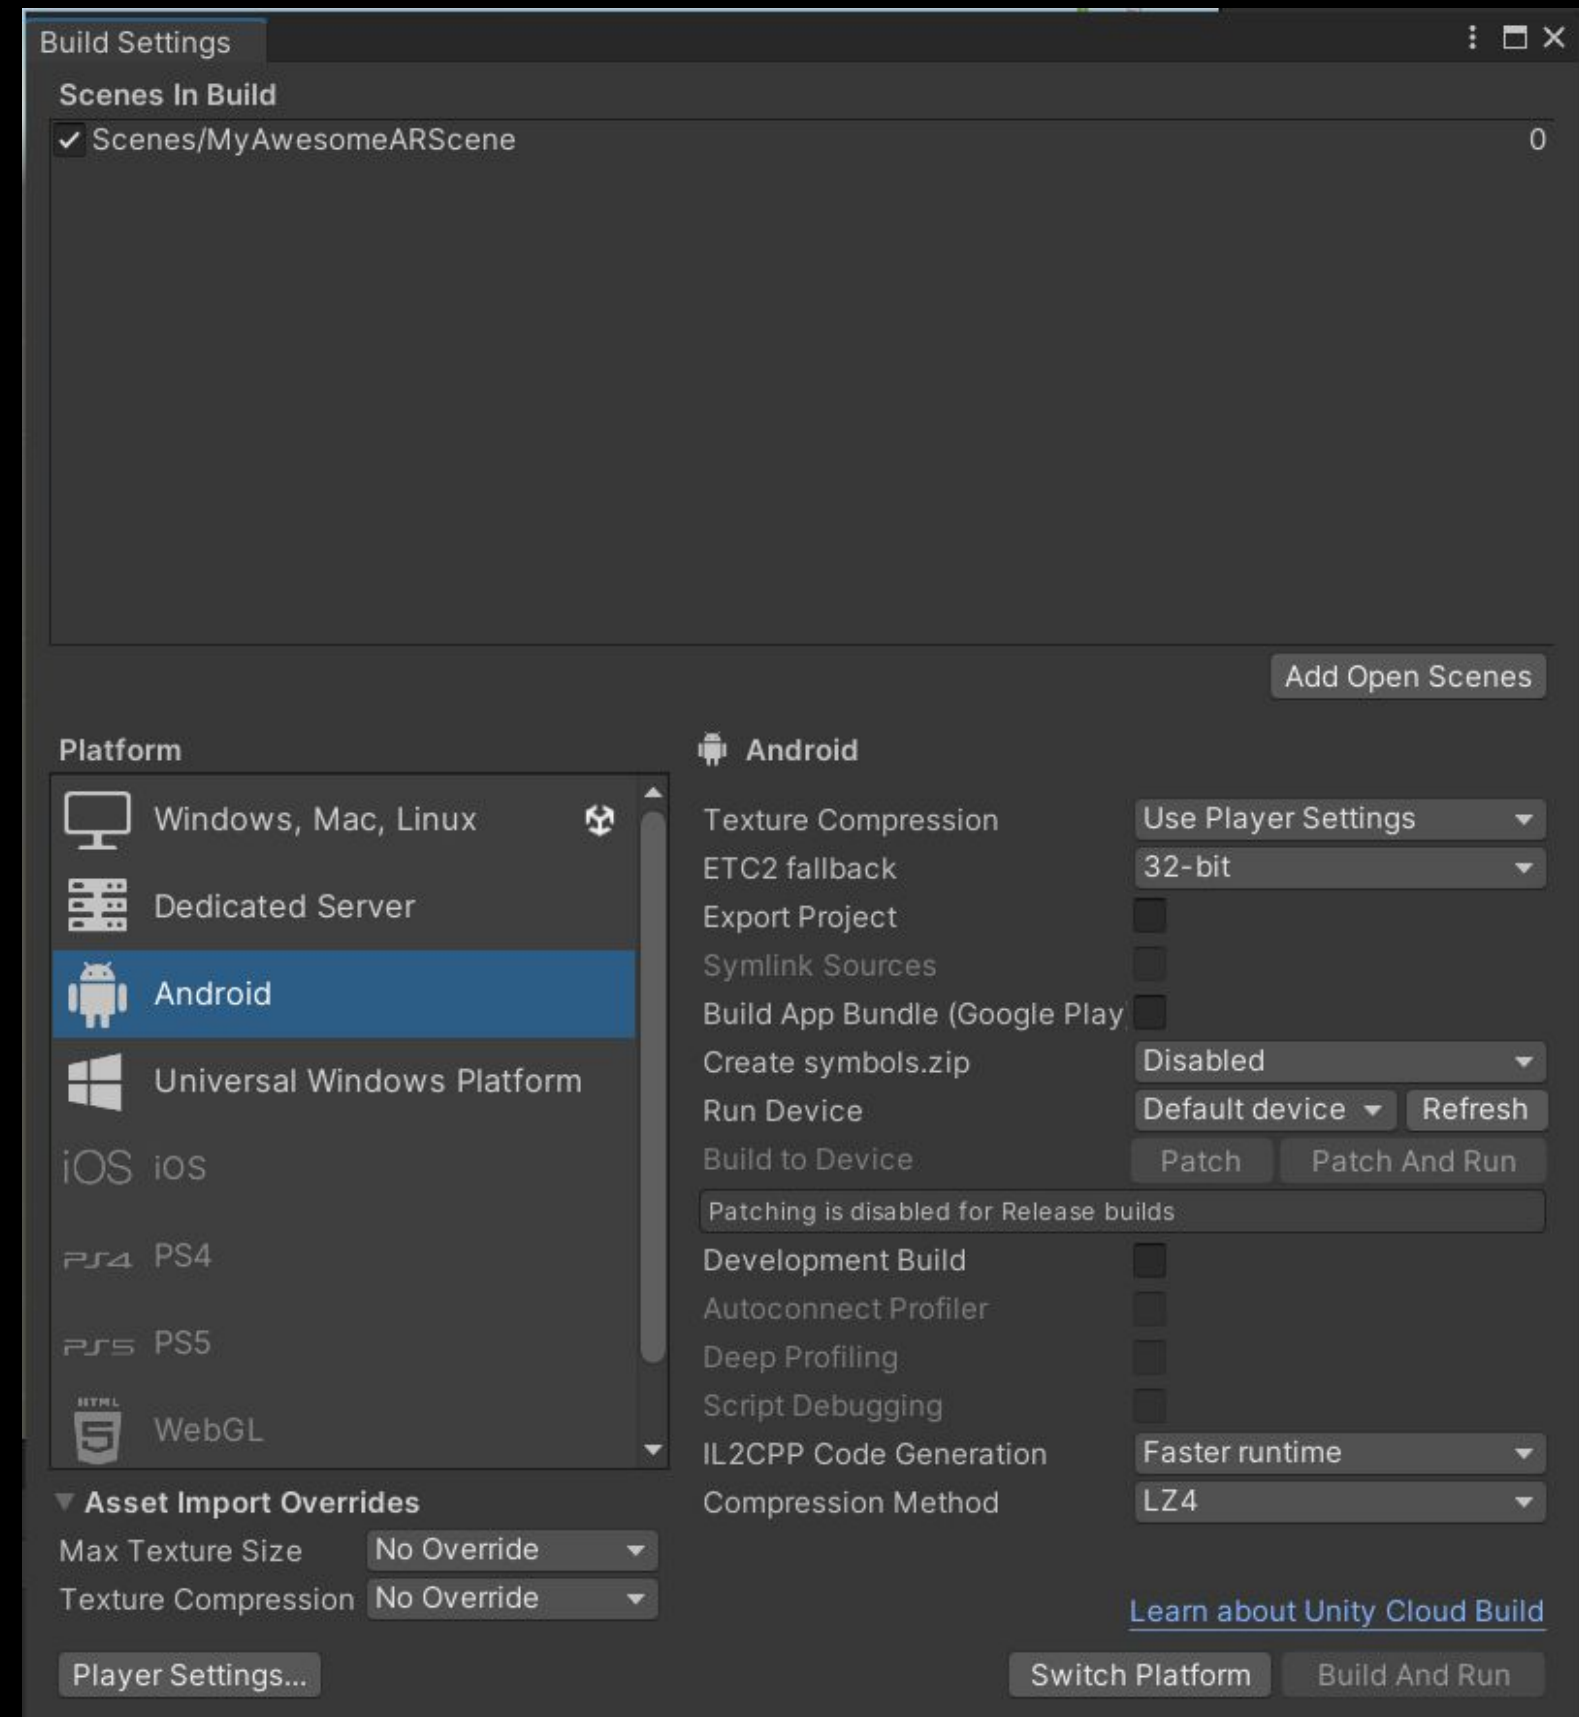 Build Settings
Scenes In Build
Scenes/MyAwesomeARScene 0
Add Open Scenes
Platform
Windows, Mac, Linux
Dedicated Server
Android
Universal Windows Platform
iOS iOS
PS4 PS4
PS5 PS5
HTML
5 WebGL
Asset Import Overrides
Max Texture Size No Override
Texture Compression No Override
Player Settings...
Android
Texture Compression Use Player Settings
ETC2 fallback 32-bit
Export Project
Symlink Sources
Build App Bundle (Google Play)
Create symbols.zip Disabled
Run Device Default device Refresh
Build to Device Patch Patch And Run
Patching is disabled for Release builds
Development Build
Autoconnect Profiler
Deep Profiling
Script Debugging
IL2CPP Code Generation Faster runtime
Compression Method LZ4
Learn about Unity Cloud Build
Switch Platform Build And Run